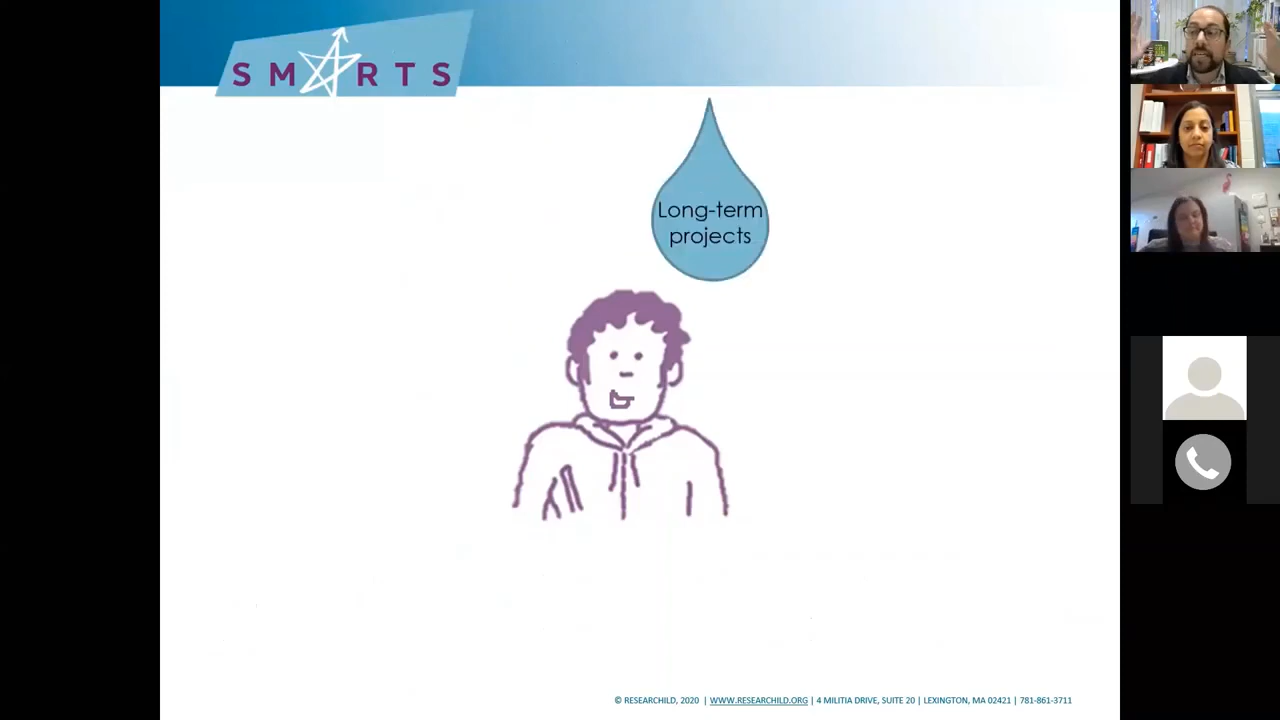 SMARTS
Long-term
projects
© RESEARCHILD, 2020 | WWW.RESEARCHILD.ORG | 4 MILITIA DRIVE, SUITE 20 | LEXINGTON, MA 02421 | 781-861-3711